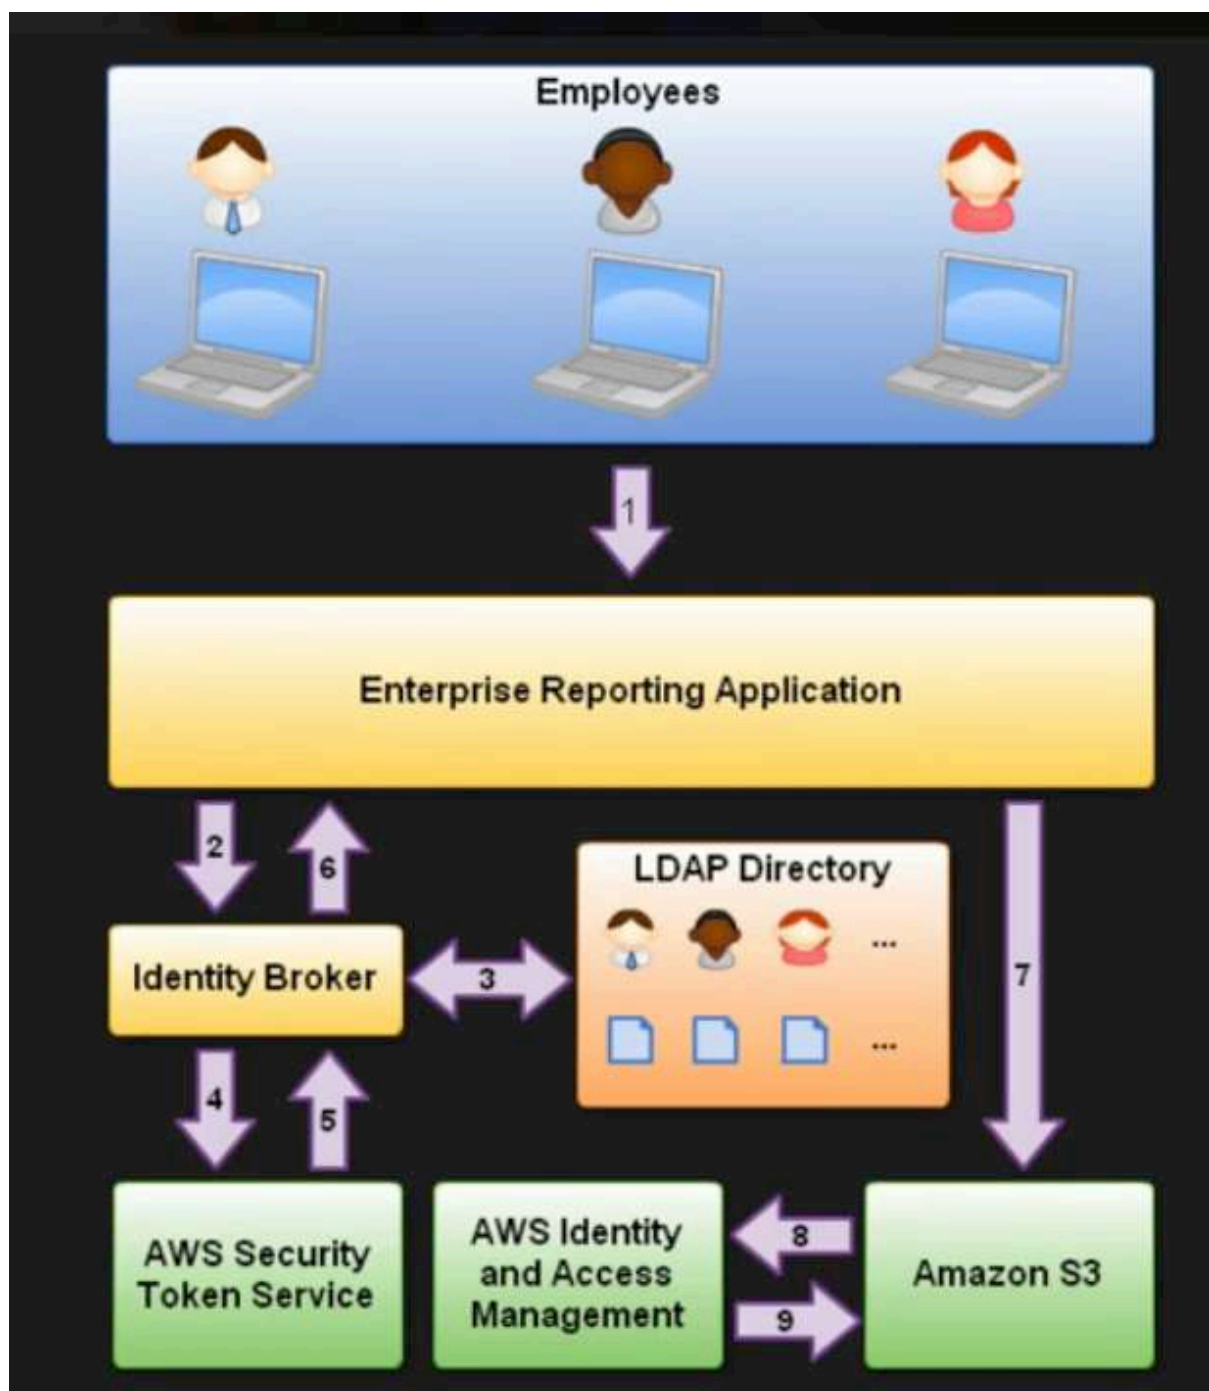 Employees
1
Enterprise Reporting Application
2
6
LDAP Directory
...
Identity Broker
3
7
...
4
5
AWS Security
Token Service
AWS Identity
and Access
Management
8
9
Amazon S3